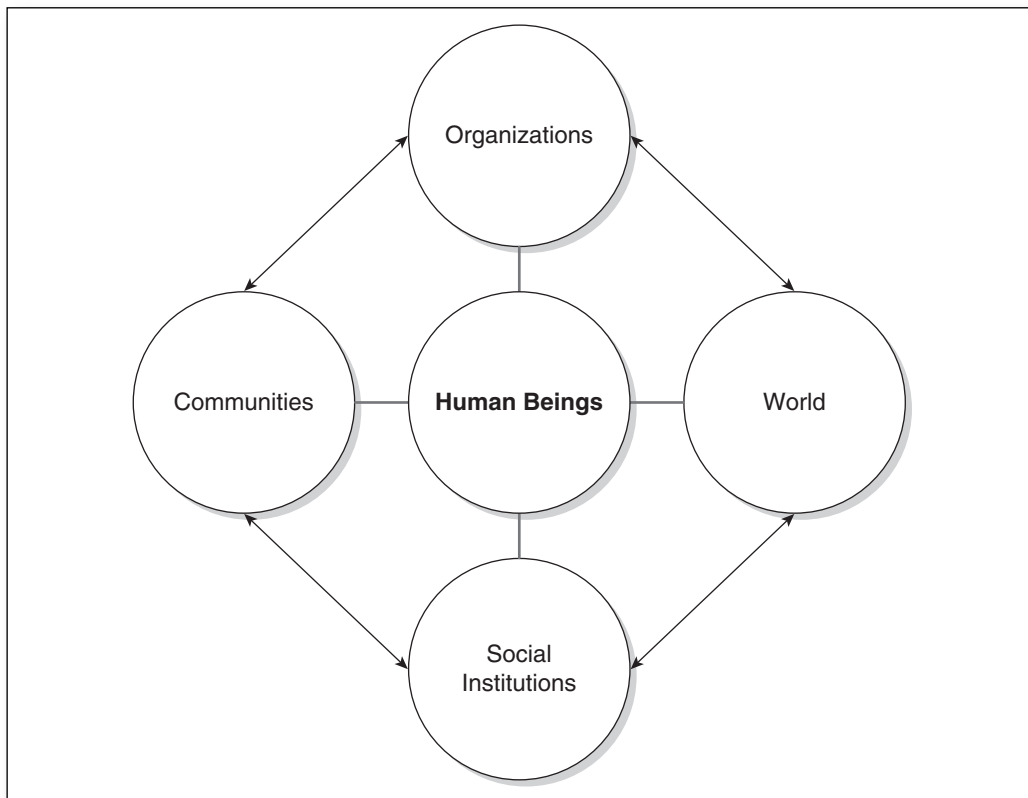 Organizations
Communities
Human Beings
World
Social
Institutions